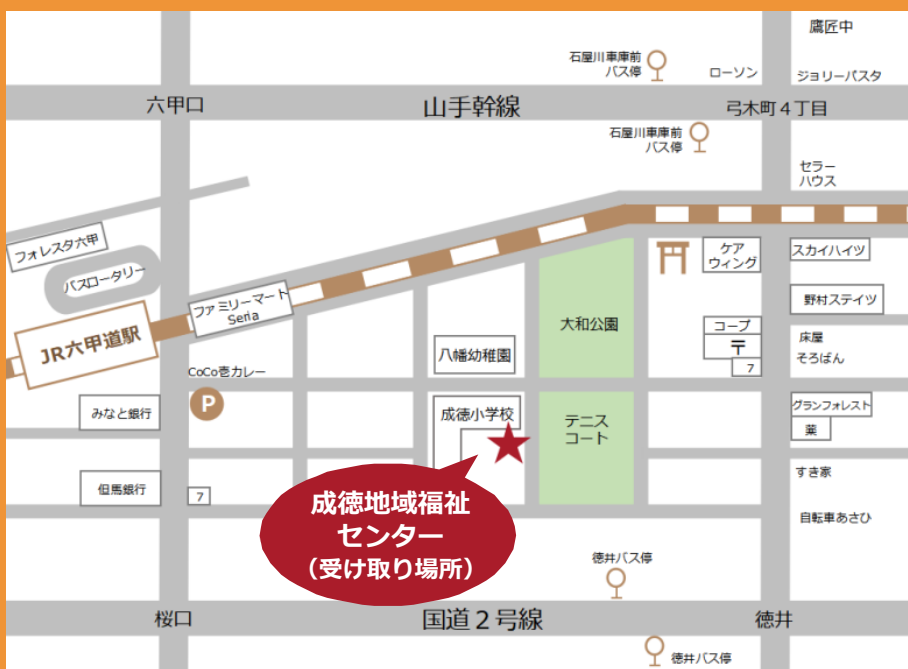 鷹匠中
石屋川車庫前
バス停
ローソン
ジョリーパスタ
六甲口
山手幹線
弓木町4丁目
石屋川車庫前
バス停
セラー
ハウス
フォレスタ六甲
バスロータリー
ケア
ウィング
スカイハイツ
ファミリーマート
Seria
野村ステイツ
大和公園
JR六甲道駅
コープ
〒
7
床屋
そろばん
八幡幼稚園
CoCo壱カレー
P
みなと銀行
成徳小学校
テニス
コート
グランフォレスト
薬
すき家
但馬銀行
7
自転車あさひ
成徳地域福祉
センター
(受け取り場所)
徳井バス停
桜口
国道2号線
徳井
徳井バス停